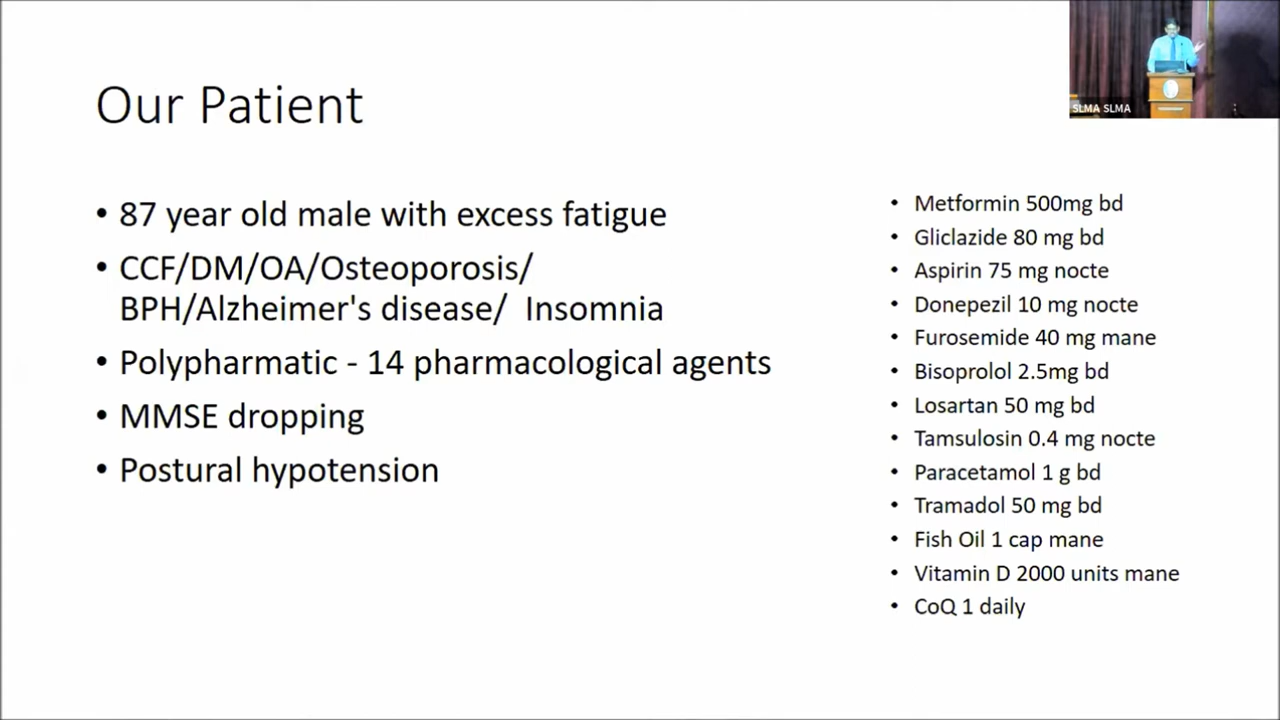 SLMA SLMA
Our Patient
• 87 year old male with excess fatigue
• CCF/DM/OA/Osteoporosis/
BPH/Alzheimer's disease/ Insomnia
• Polypharmatic - 14 pharmacological agents
• MMSE dropping
• Postural hypotension
• Metformin 500mg bd
• Gliclazide 80 mg bd
• Aspirin 75 mg nocte
• Donepezil 10 mg nocte
• Furosemide 40 mg mane
• Bisoprolol 2.5mg bd
• Losartan 50 mg bd
• Tamsulosin 0.4 mg nocte
• Paracetamol 1 g bd
• Tramadol 50 mg bd
• Fish Oil 1 cap mane
• Vitamin D 2000 units mane
• CoQ 1 daily